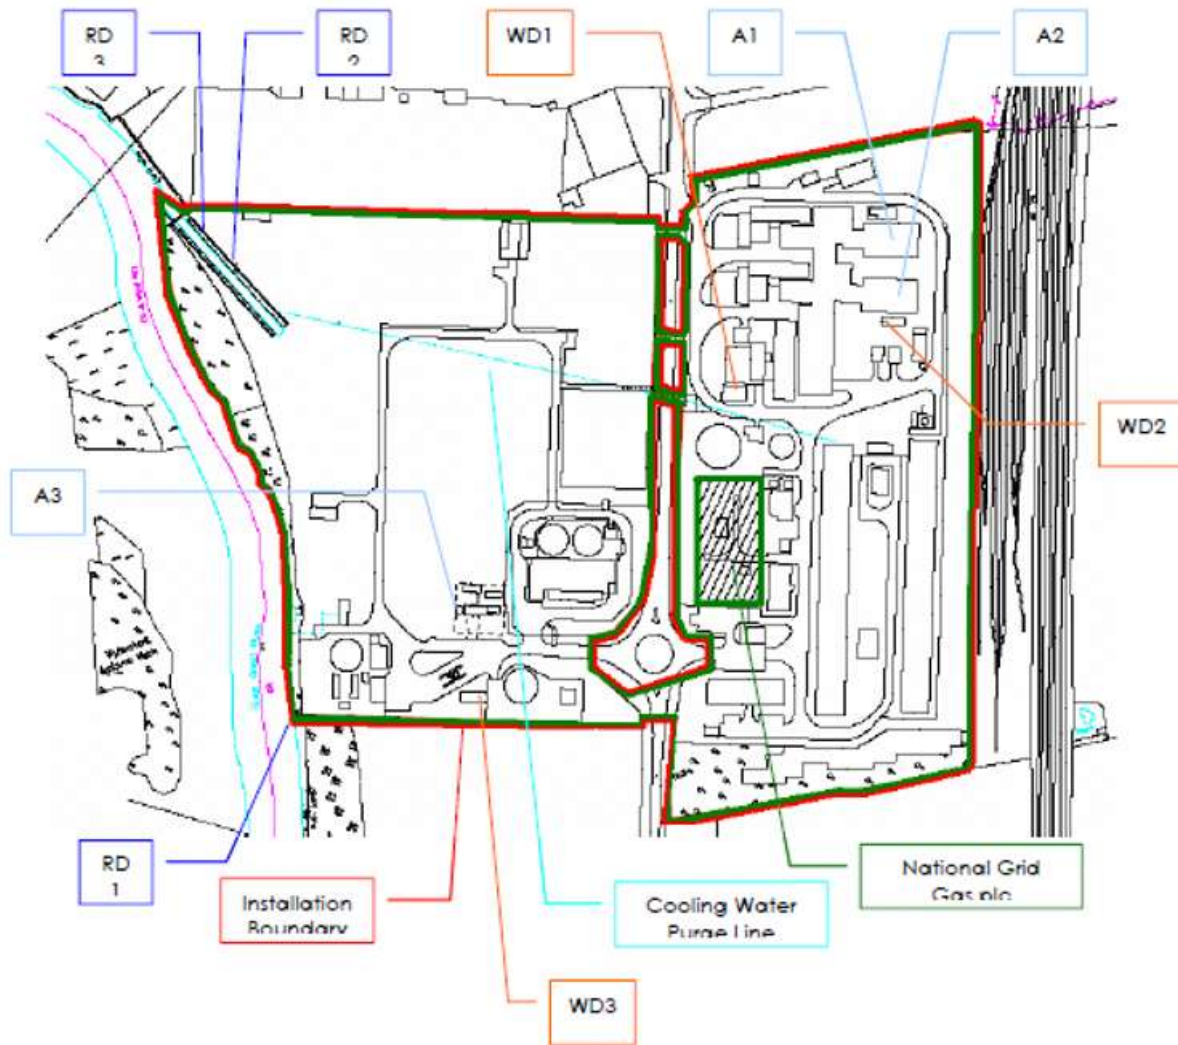 RD
3
RD
2
WD1
A1
A2
WD2
A3
RD
1
Installation
Boundary
Cooling Water
Purge Line
National Grid
Gas plc
WD3